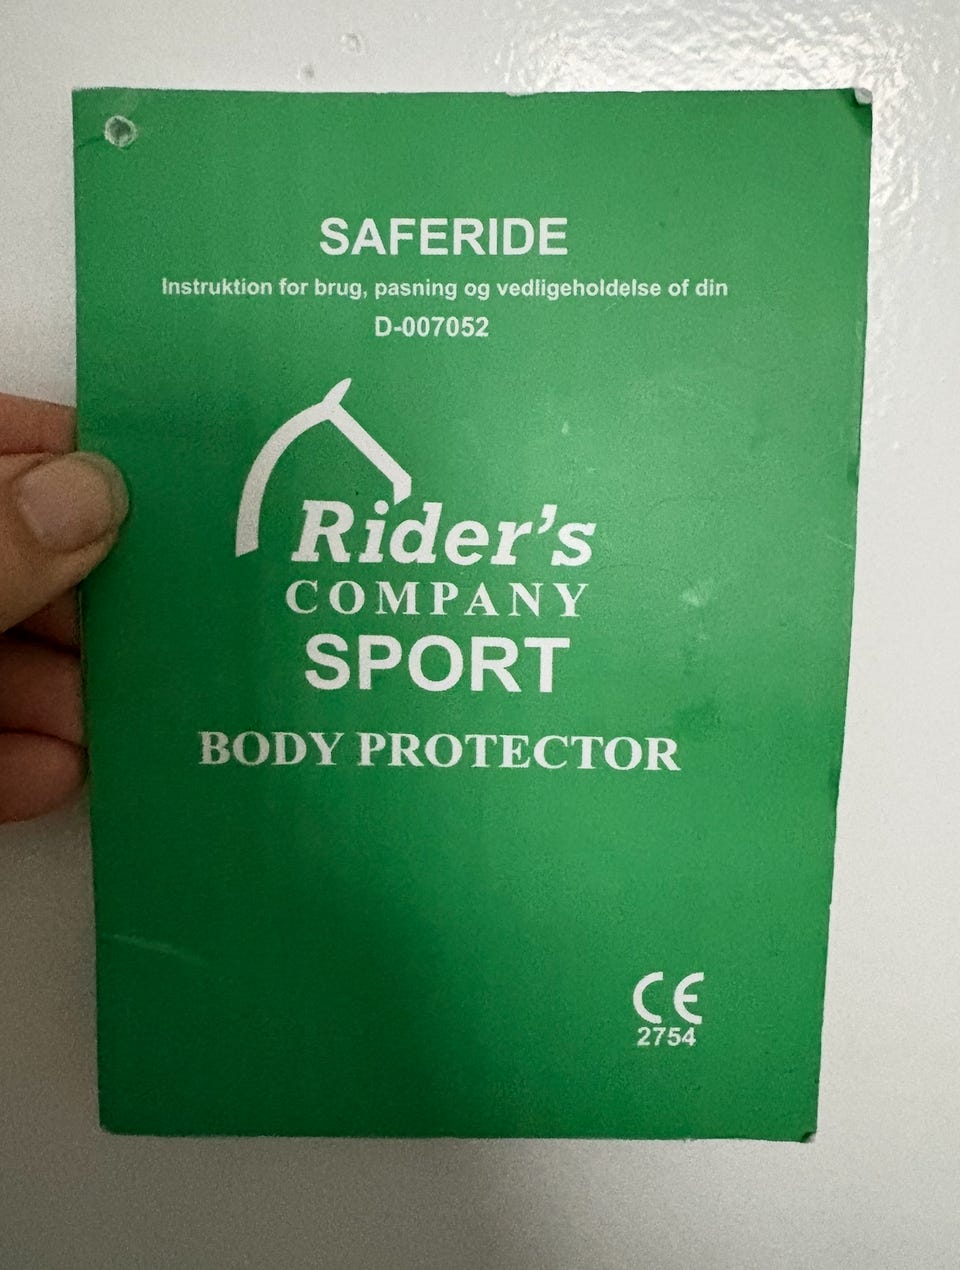 SAFERIDE
Instruktion for brug, pasning og vedligeholdelse of din
D-007052
Rider's
COMPANY
SPORT
BODY PROTECTOR
CE
2754